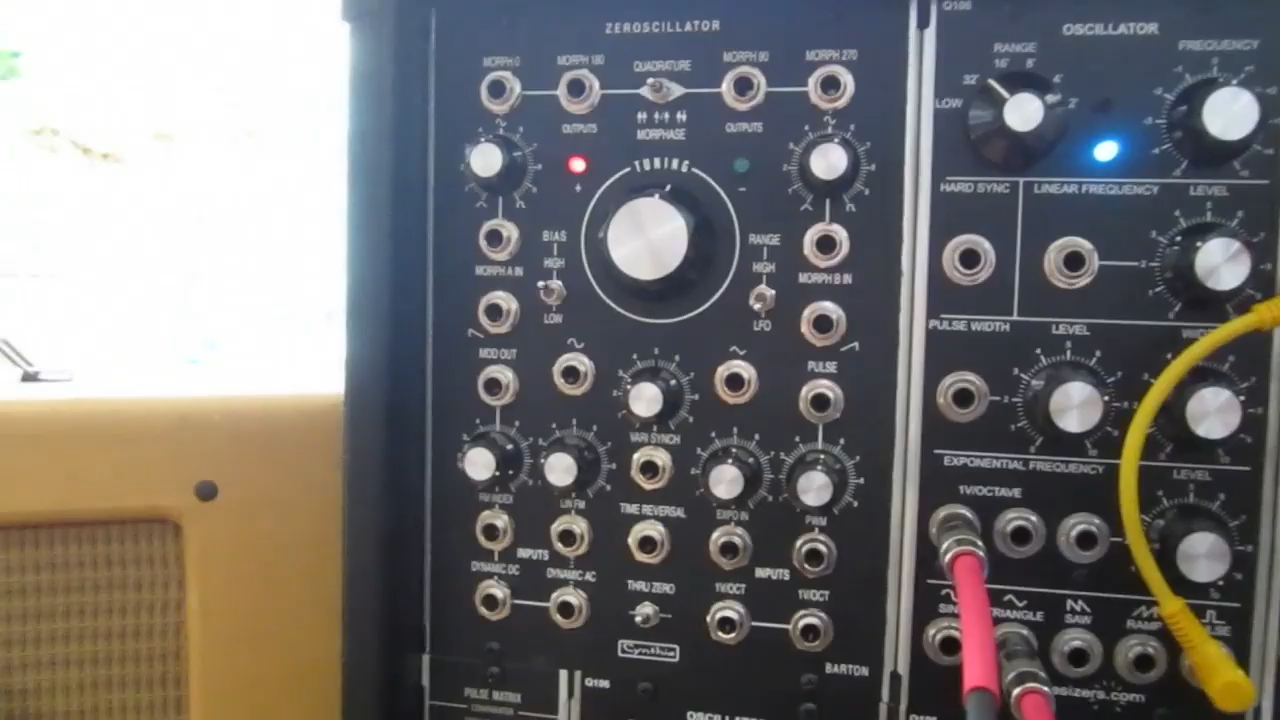 ZEROSCILLATOR
MORPH 0
MORPH 180
QUADRATURE
MORPH 90
MORPH 270
OUTPUTS
MORPHASE
OUTPUTS
TUNING
+
−
BIAS
HIGH
LOW
RANGE
HIGH
LFO
MORPH A IN
MORPH B IN
MOD OUT
PULSE
VARI SYNCH
FM INDEX
LIN FM
TIME REVERSAL
EXPO IN
PWM
INPUTS
INPUTS
DYNAMIC DC
DYNAMIC AC
THRU ZERO
1V/OCT
1V/OCT
Cynthia
BARTON
PULSE MATRIX
Q106
OSCILLATOR
Q106
OSCILLATOR
RANGE
FREQUENCY
LOW
32'
16'
8'
4'
2'
HARD SYNC
LINEAR FREQUENCY
LEVEL
PULSE WIDTH
LEVEL
EXPONENTIAL FREQUENCY
LEVEL
1V/OCTAVE
TRIANGLE
SAW
RAMP
esizers.com